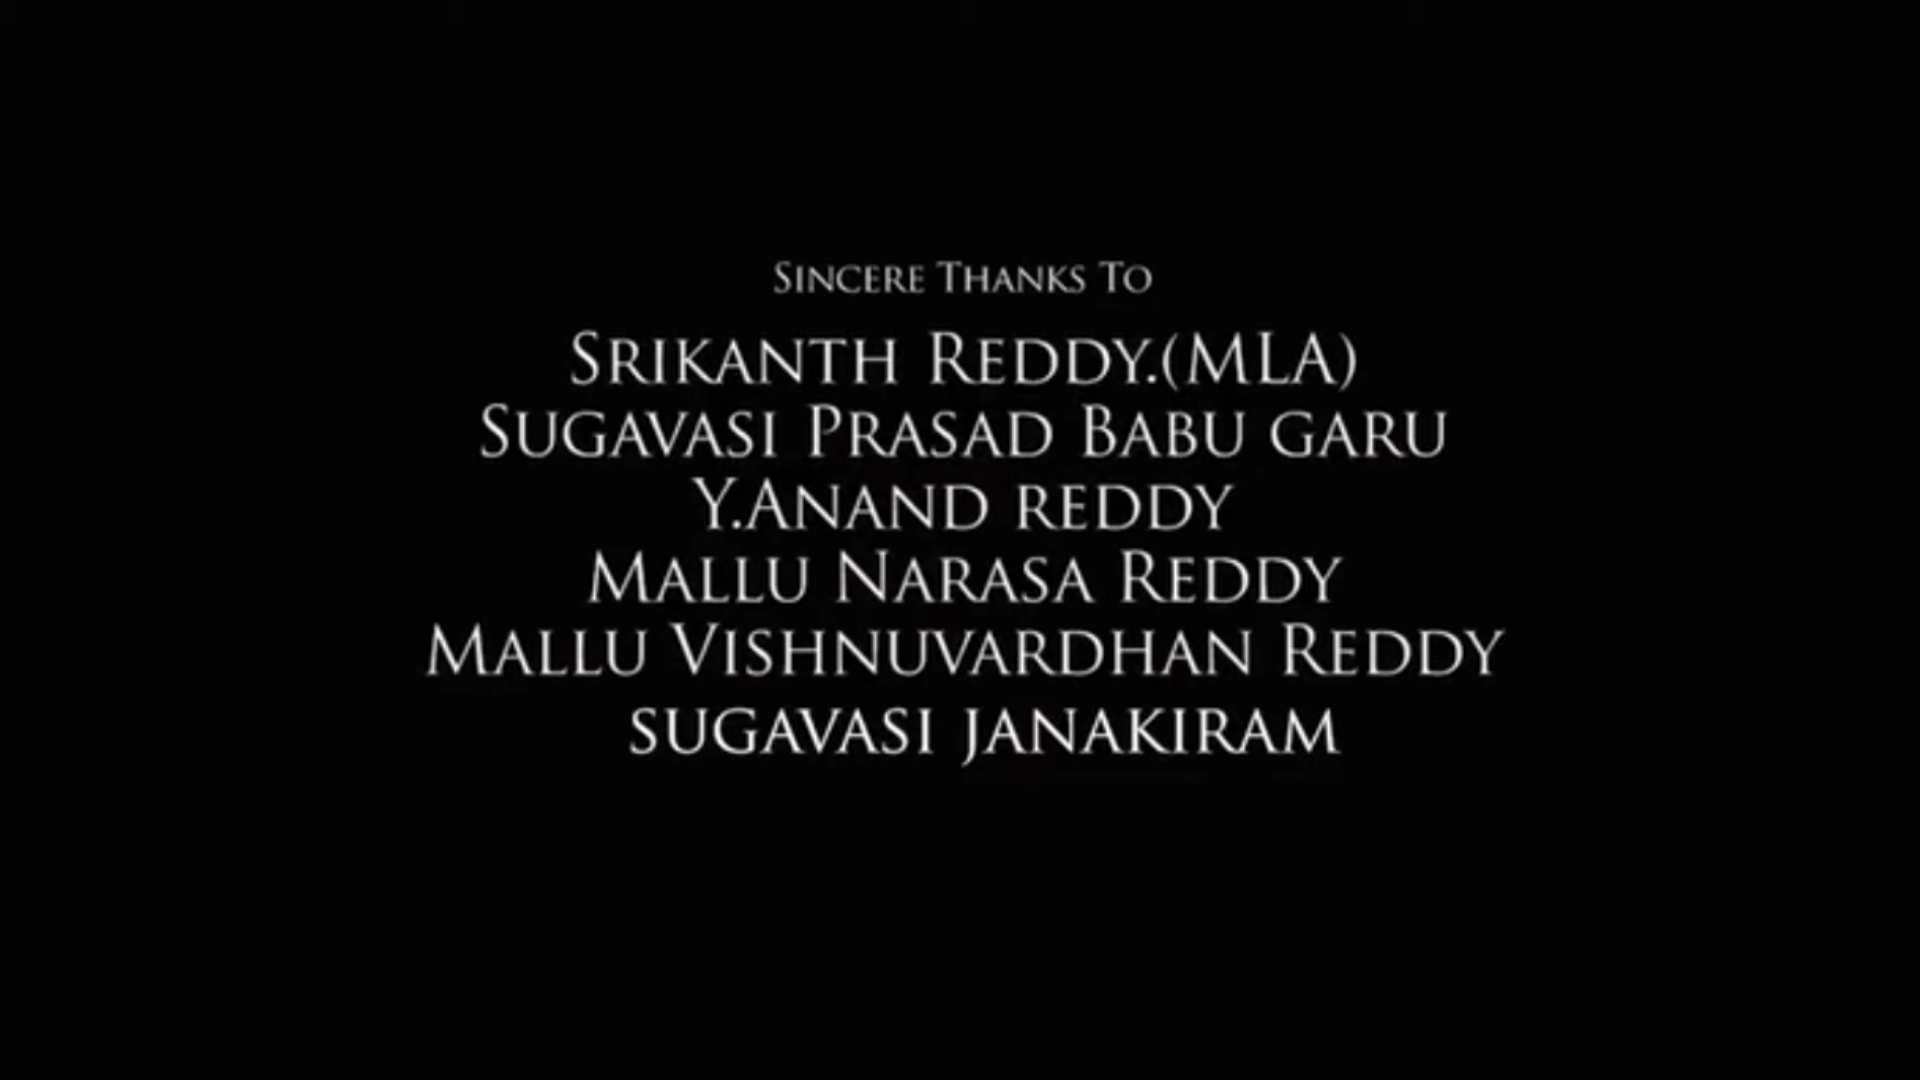 Sincere Thanks To
Srikanth Reddy.(MLA)
Sugavasi Prasad Babu garu
Y.Anand reddy
Mallu Narasa Reddy
Mallu Vishnuvardhan Reddy
sugavasi janakiram